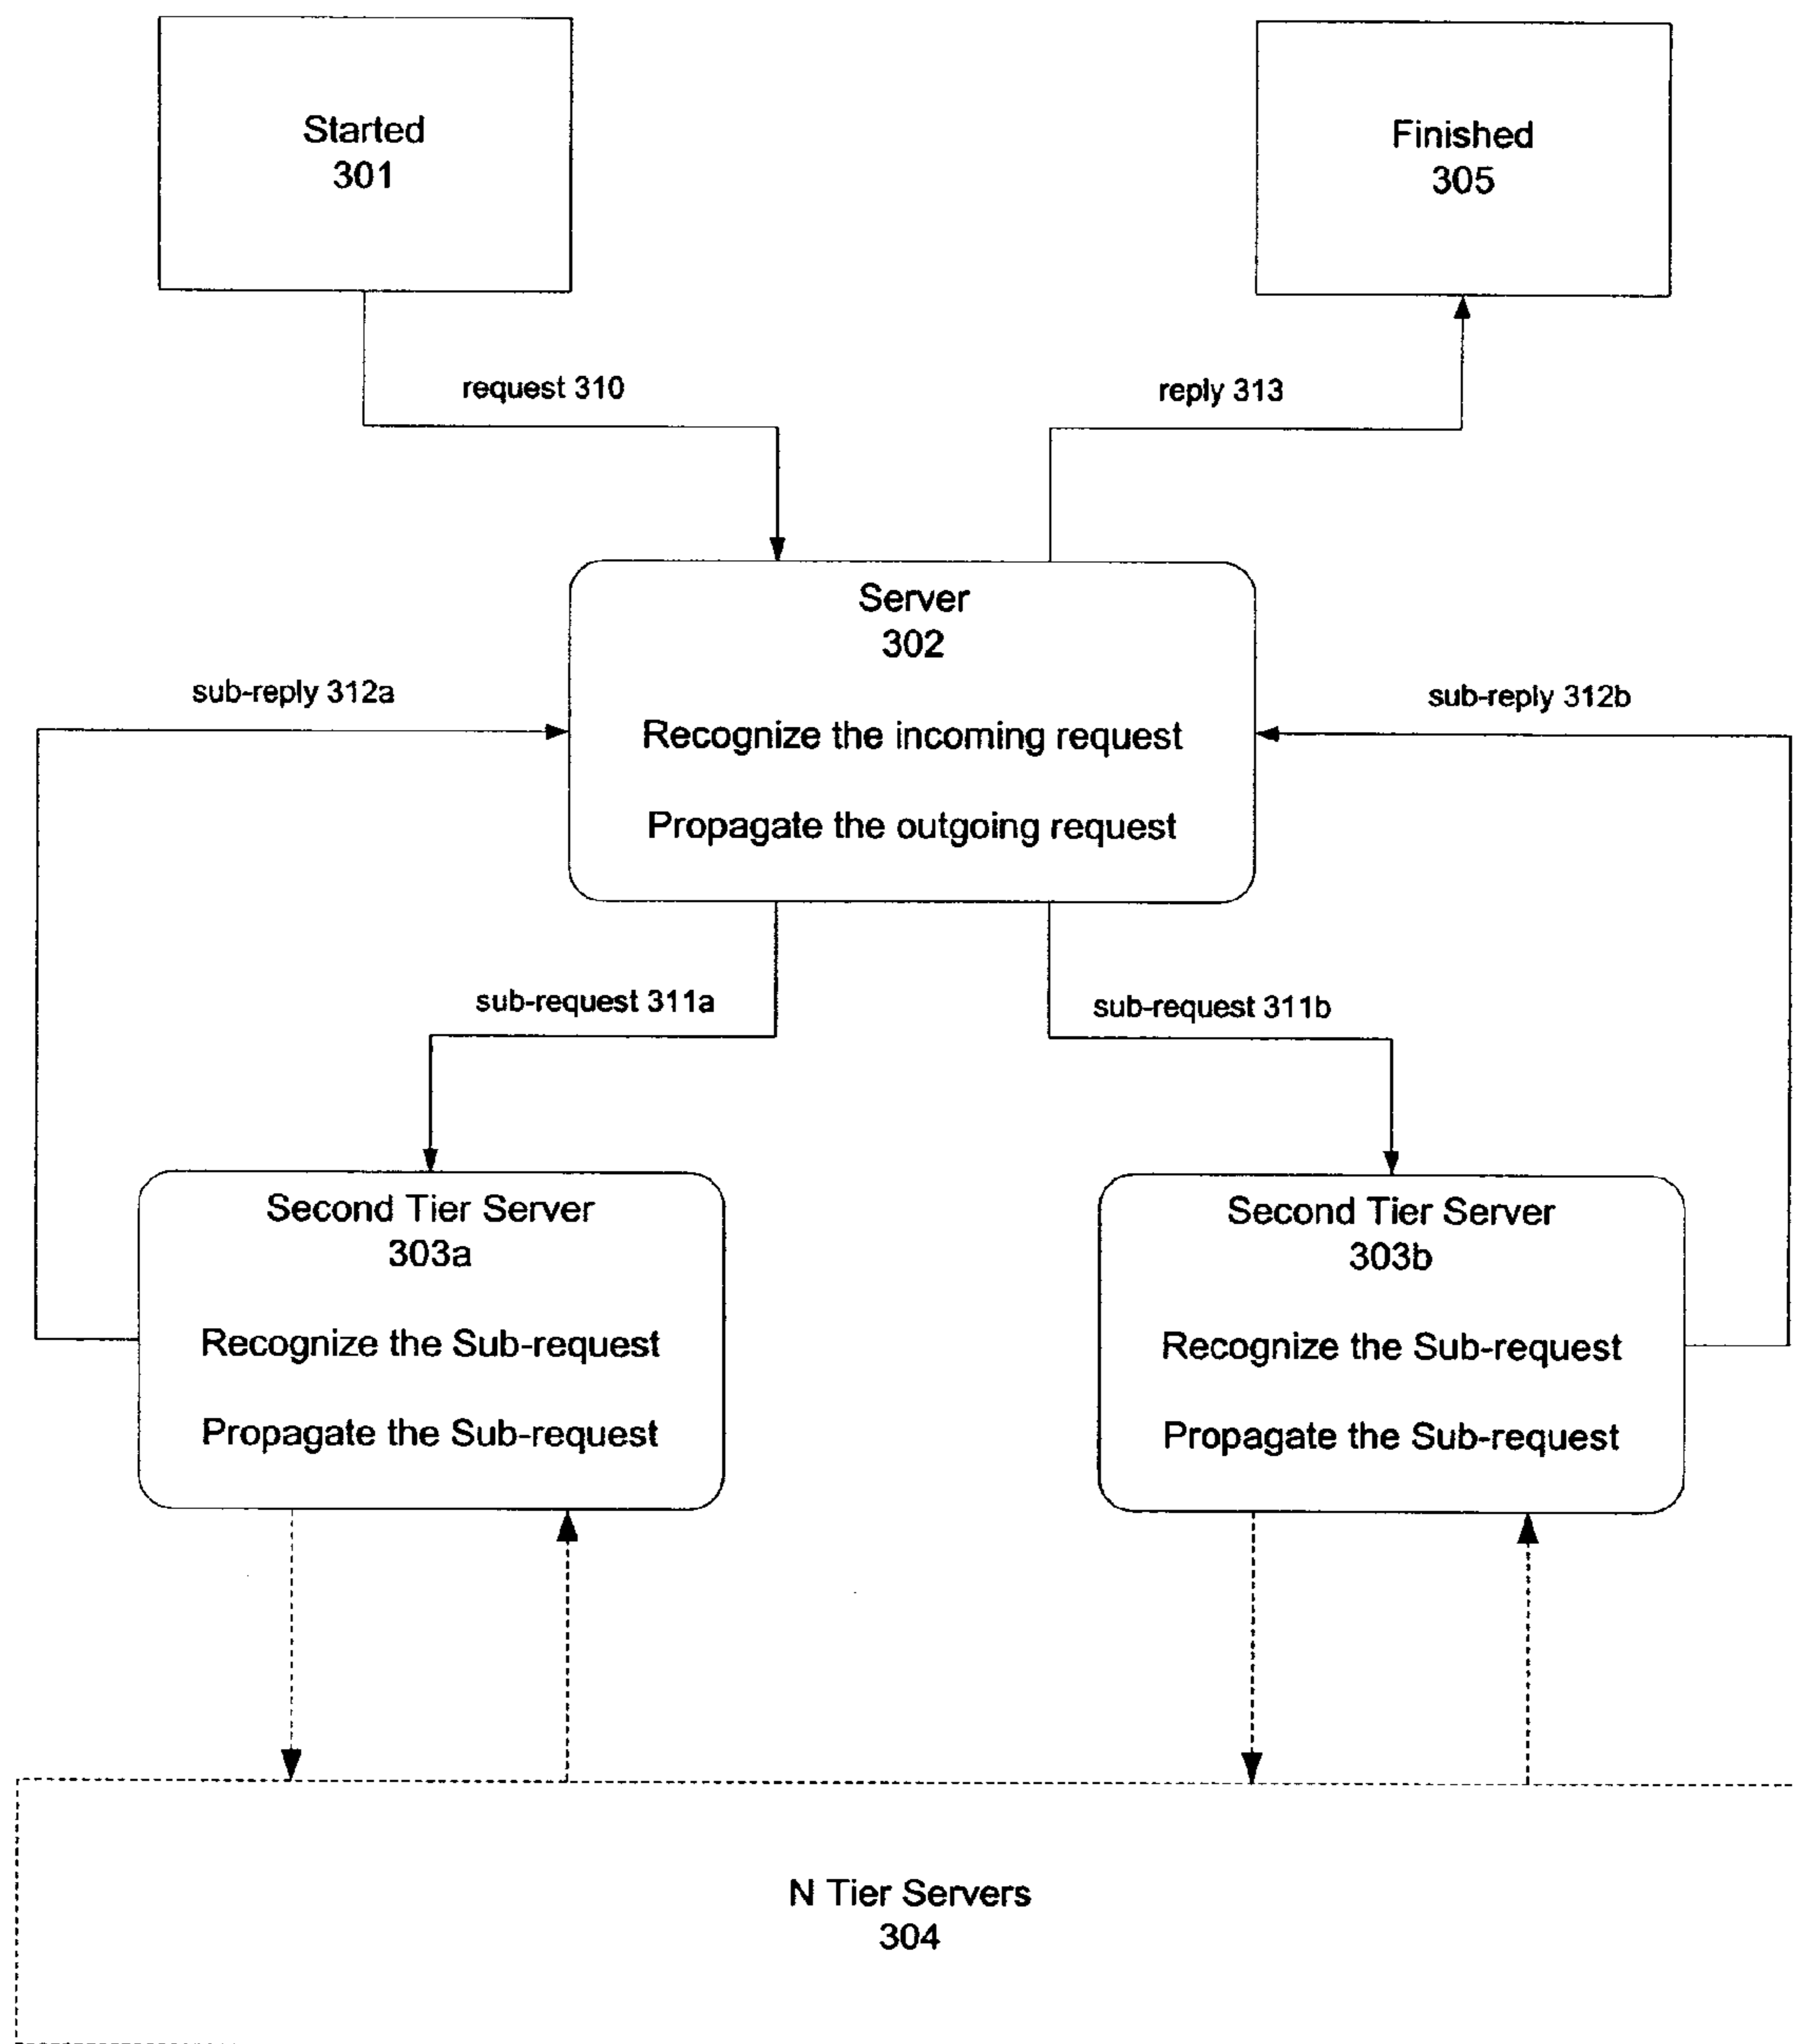 Started
301
Finished
305
request 310
reply 313
Server
302
Recognize the incoming request
Propagate the outgoing request
sub-reply 312a
sub-reply 312b
sub-request 311a
sub-request 311b
Second Tier Server
303a
Recognize the Sub-request
Propagate the Sub-request
Second Tier Server
303b
Recognize the Sub-request
Propagate the Sub-request
N Tier Servers
304